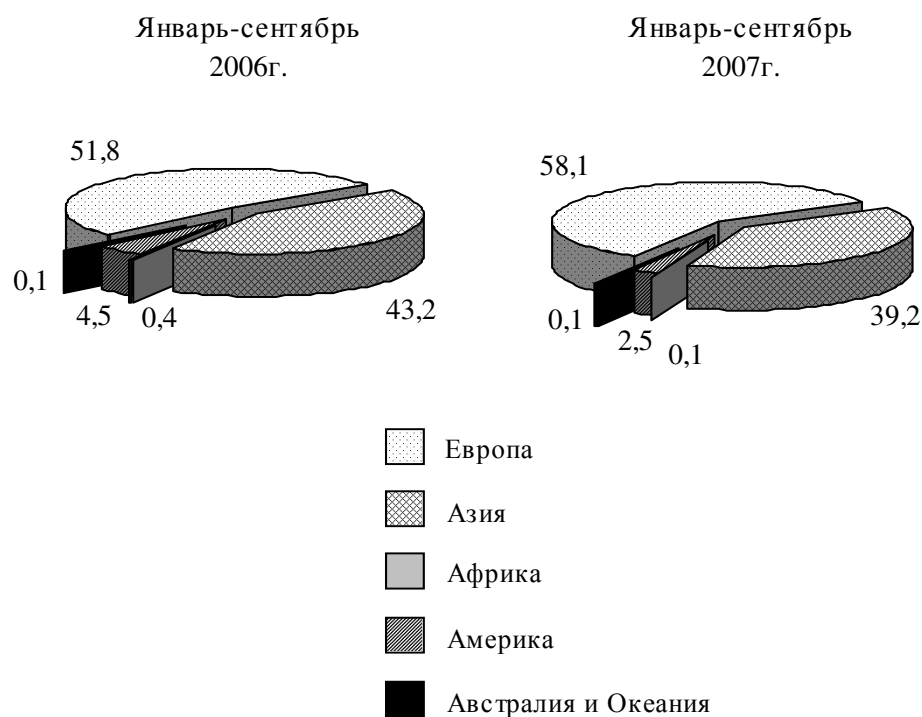 Январь-сентябрь
2006г.
Январь-сентябрь
2007г.
51,8
0,1
4,5
0,4
43,2
58,1
0,1
2,5
0,1
39,2
Европа
Азия
Африка
Америка
Австралия и Океания